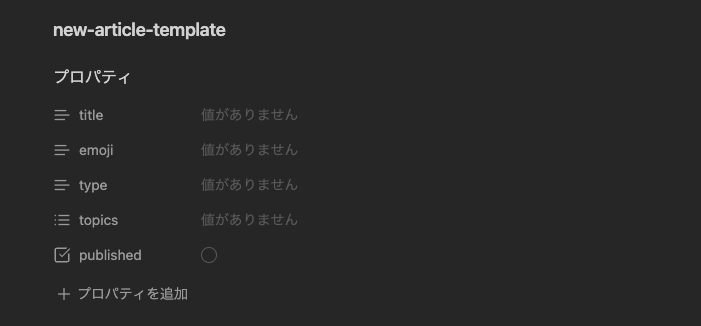 new-article-template
プロパティ
title 値がありません
emoji 値がありません
type 値がありません
topics 値がありません
published
プロパティを追加